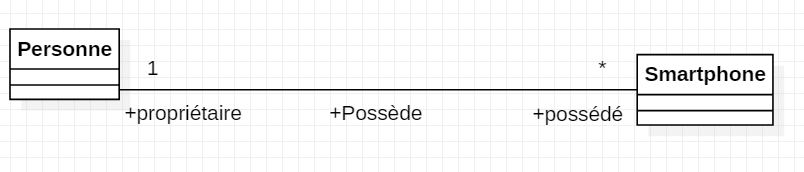 Personne
1
*
Smartphone
+propriétaire
+Possède
+possédé